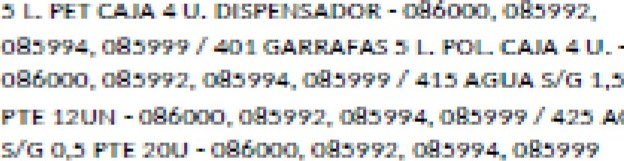 5 L. PET CAJA 4 U. DISPENSADOR - 086000, 085992,
085994, 085999 / 401 GARRAFAS 5 L. POL. CAJA 4 U. -
086000, 085992, 085994, 085999 / 415 AGUA S/G 1,5
PTE 12UN - 086000, 085992, 085994, 085999 / 425 AG
S/G 0,5 PTE 20U - 086000, 085992, 085994, 085999